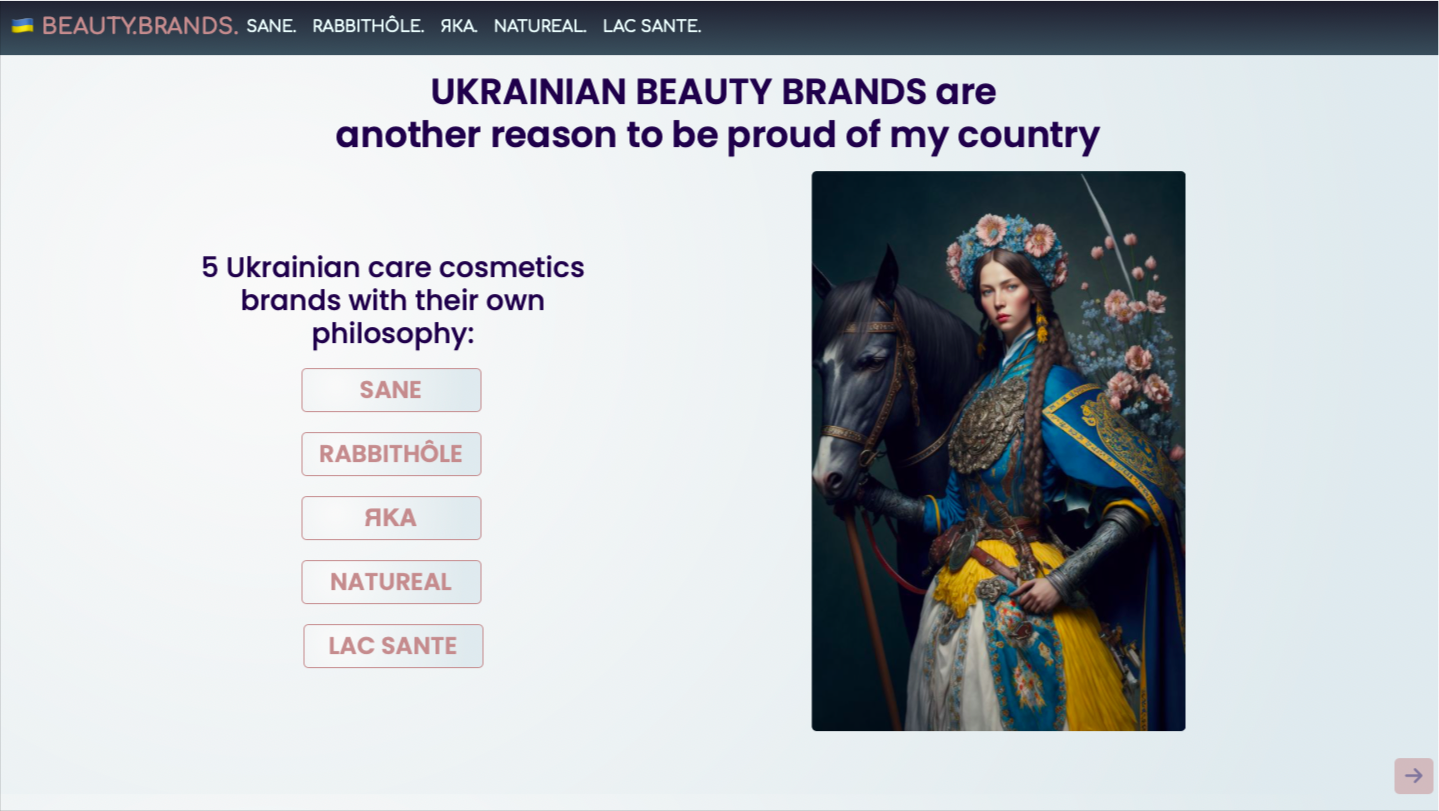 🇺🇦 BEAUTY.BRANDS. SANE. RABBITHÔLE. ЯКА. NATUREAL. LAC SANTE.
UKRAINIAN BEAUTY BRANDS are
another reason to be proud of my country
5 Ukrainian care cosmetics
brands with their own
philosophy:
SANE
RABBITHÔLE
ЯКА
NATUREAL
LAC SANTE